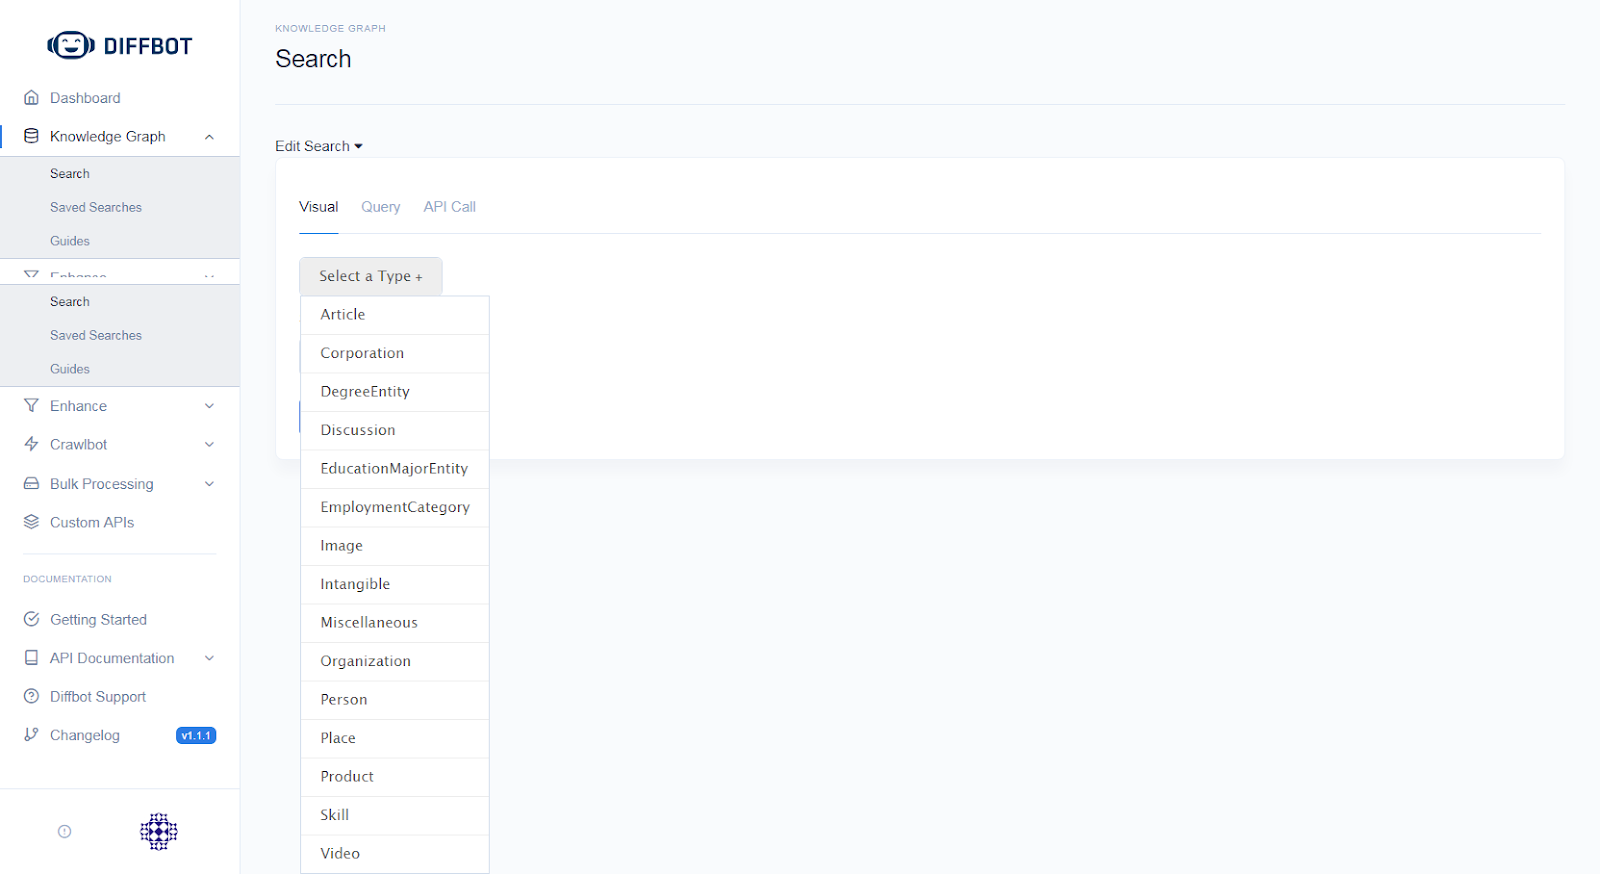 DIFFBOT
Dashboard
Knowledge Graph
Search
Saved Searches
Guides
Enhance
Search
Saved Searches
Guides
Enhance
Crawlbot
Bulk Processing
Custom APIs
DOCUMENTATION
Getting Started
API Documentation
Diffbot Support
Changelog v1.1.1
KNOWLEDGE GRAPH
Search
Edit Search
Visual Query API Call
Select a Type +
Article
Corporation
DegreeEntity
Discussion
EducationMajorEntity
EmploymentCategory
Image
Intangible
Miscellaneous
Organization
Person
Place
Product
Skill
Video